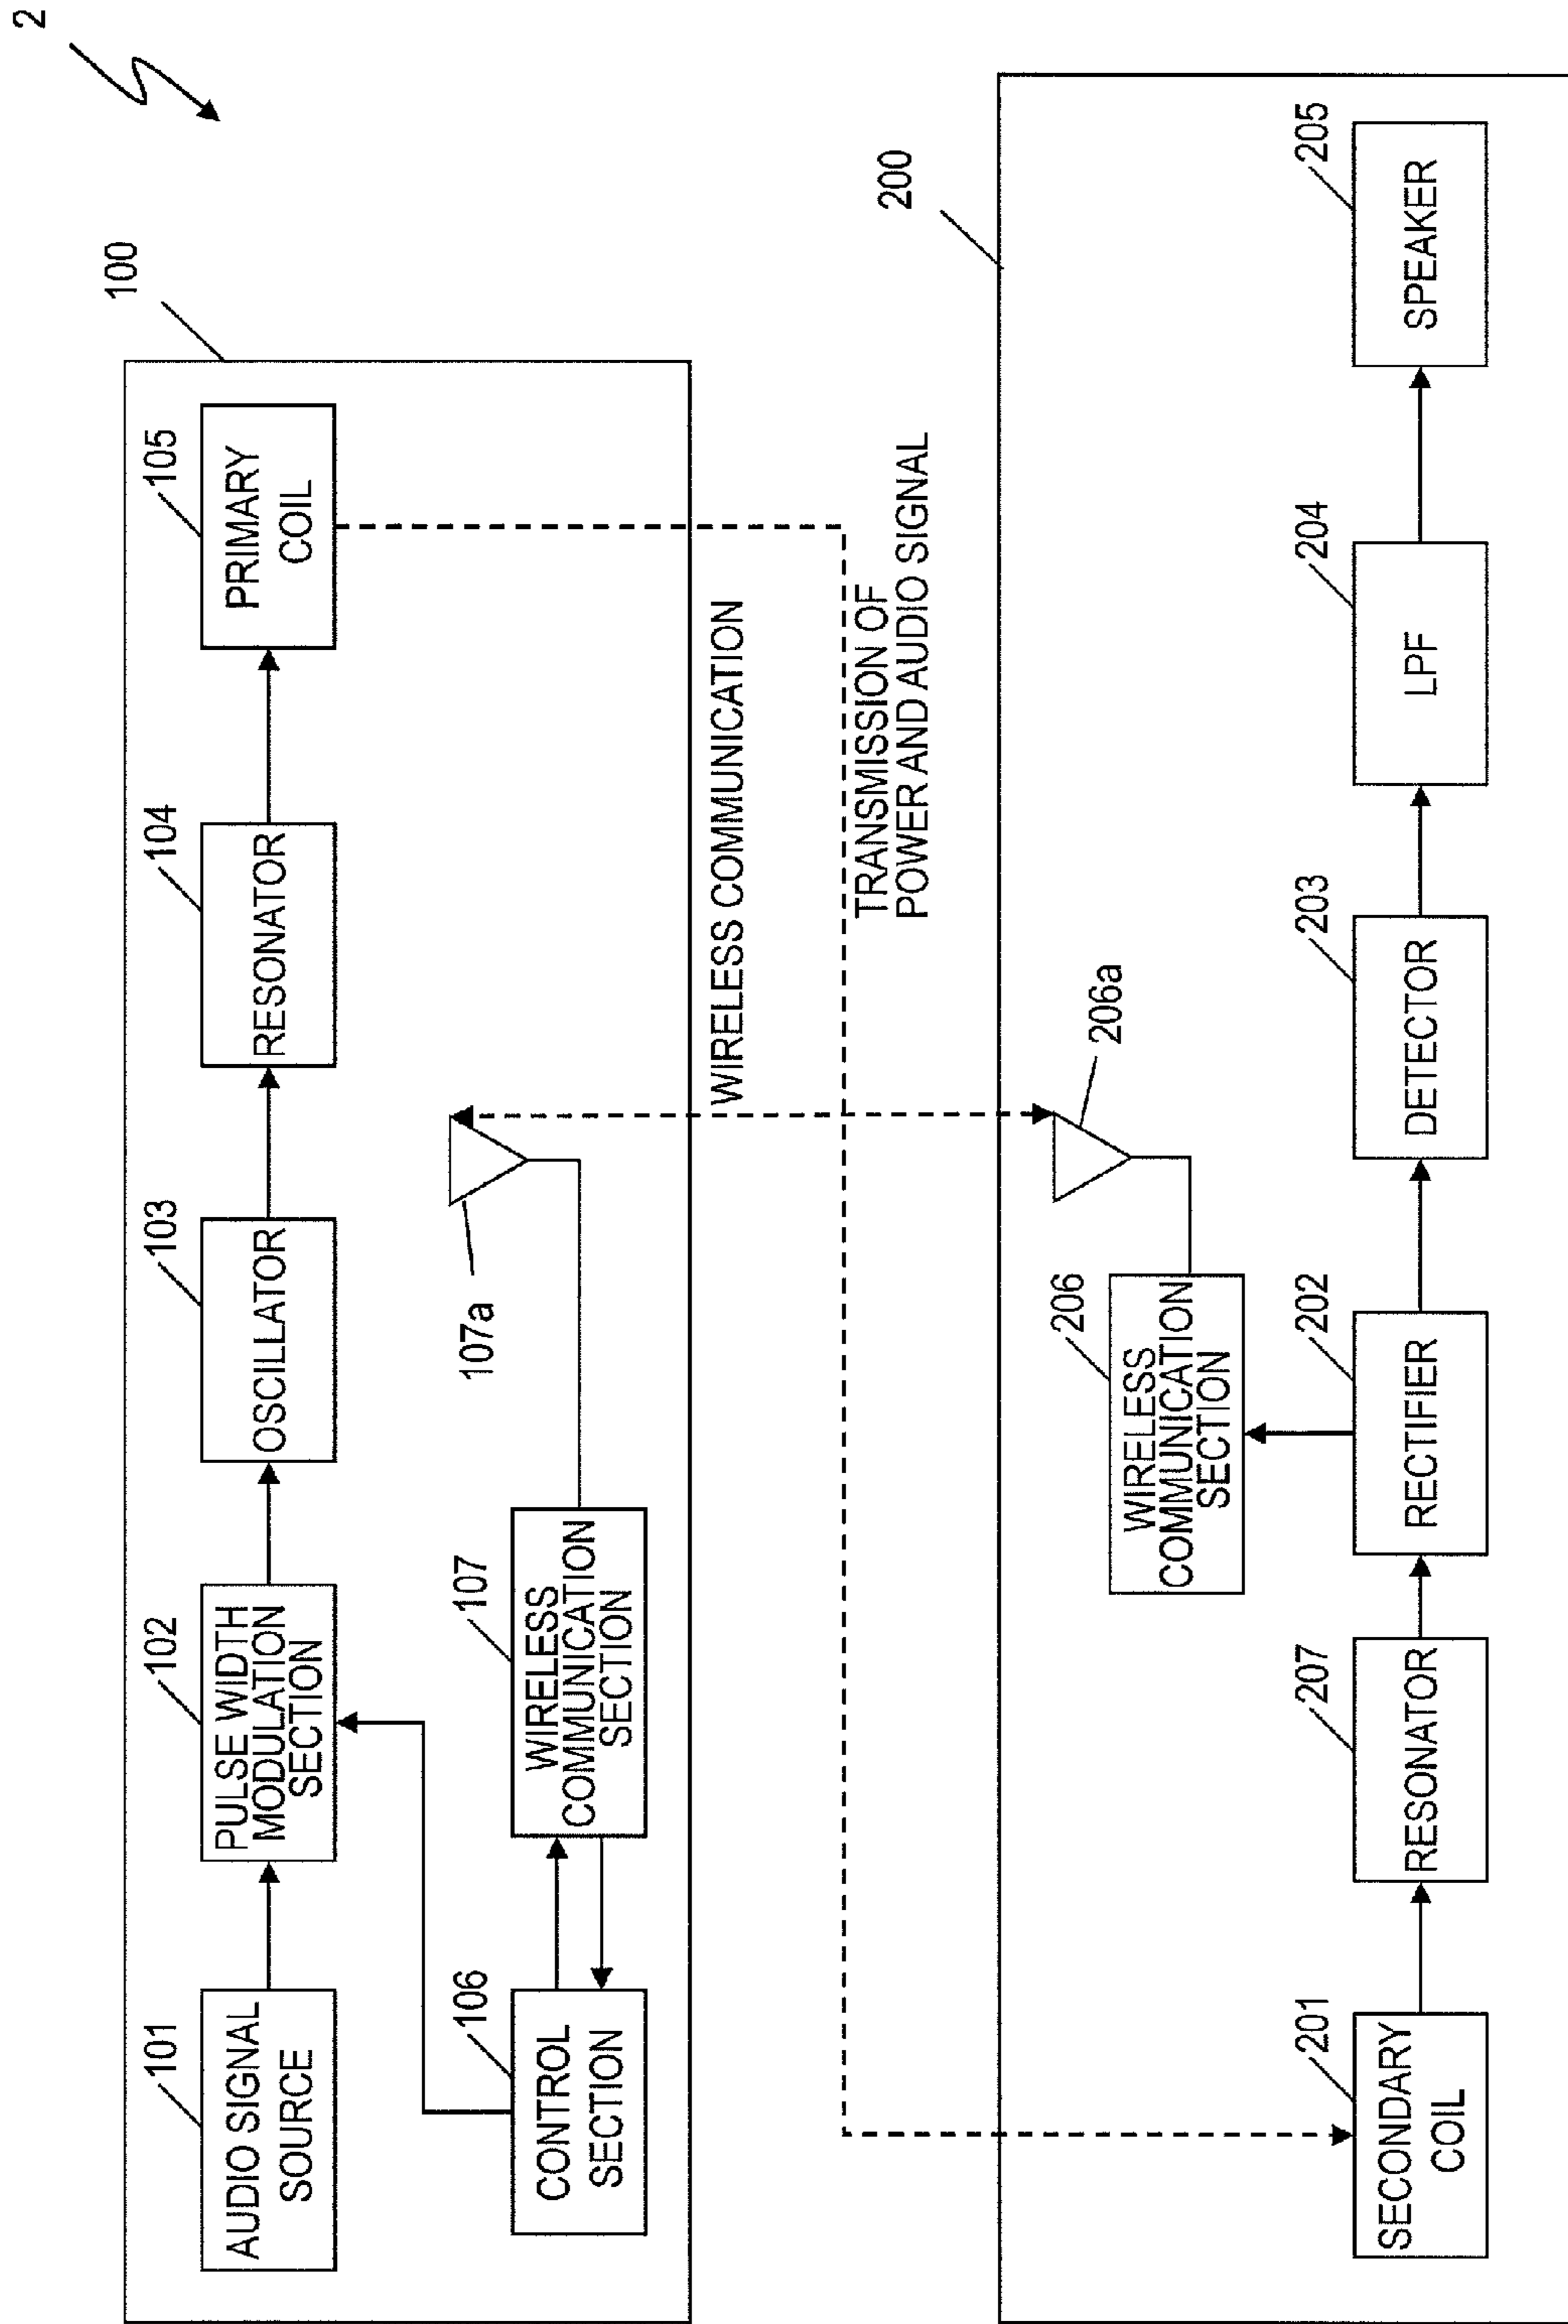 2
100
101
AUDIO SIGNAL
SOURCE
102
PULSE WIDTH
MODULATION
SECTION
103
OSCILLATOR
104
RESONATOR
105
PRIMARY
COIL
106
CONTROL
SECTION
107
WIRELESS
COMMUNICATION
SECTION
107a
WIRELESS COMMUNICATION
TRANSMISSION OF
POWER AND AUDIO SIGNAL
200
206
WIRELESS
COMMUNICATION
SECTION
206a
201
SECONDARY
COIL
207
RESONATOR
202
RECTIFIER
203
DETECTOR
204
LPF
205
SPEAKER